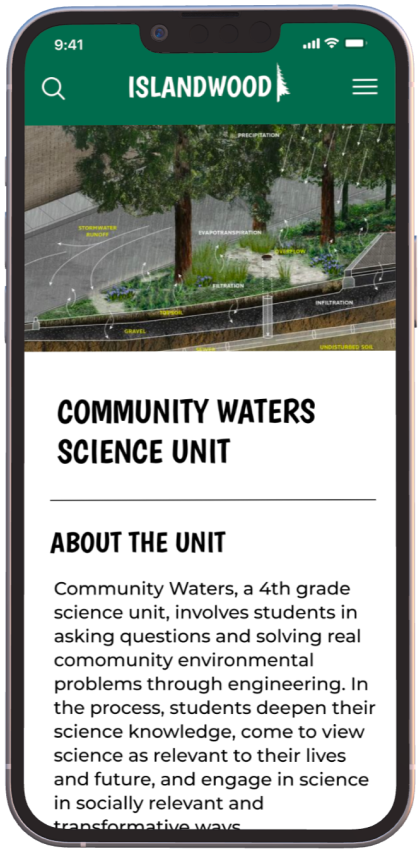 9:41
ISLANDWOOD
PRECIPITATION
STORMWATER
RUNOFF
EVAPOTRANSPIRATION
OVERFLOW
FILTRATION
INFILTRATION
TOPSOIL
GRAVEL
SEWER
UNDISTURBED SOIL
COMMUNITY WATERS
SCIENCE UNIT
ABOUT THE UNIT
Community Waters, a 4th grade
science unit, involves students in
asking questions and solving real
comomunity environmental
problems through engineering. In
the process, students deepen their
science knowledge, come to view
science as relevant to their lives
and future, and engage in science
in socially relevant and
transformative ways